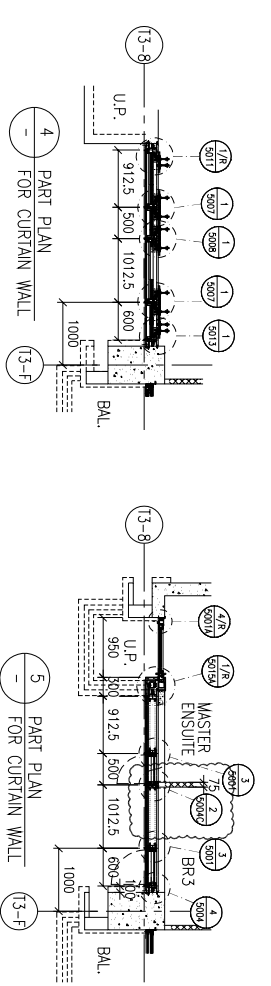 1/R
5011
1
5007
1
5008
1
5007
1
5013
T3-8
U.P.
912.5
500
1012.5
600
1000
T3-F
BAL.
4
-
PART PLAN
FOR CURTAIN WALL
4/R
5001A
1/R
5015A
MASTER
ENSUITE
3
5001
75
2
BR3
3
5001
4
5004
T3-8
U.P.
950
300
912.5
500
1012.5
600
100
1000
T3-F
BAL.
5
-
PART PLAN
FOR CURTAIN WALL